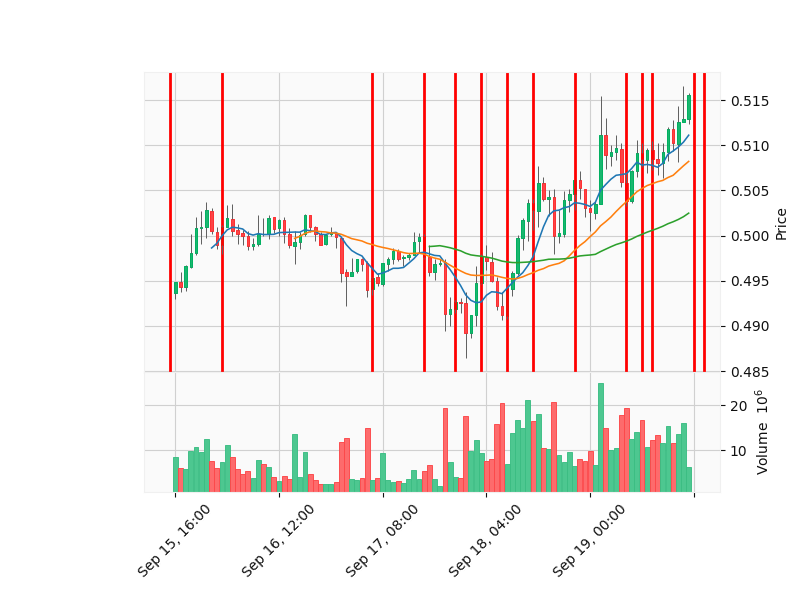 0.515
0.510
0.505
0.500
0.495
0.490
0.485
Price
20
10
Volume 10^6
Sep 15, 16:00
Sep 16, 12:00
Sep 17, 08:00
Sep 18, 04:00
Sep 19, 00:00